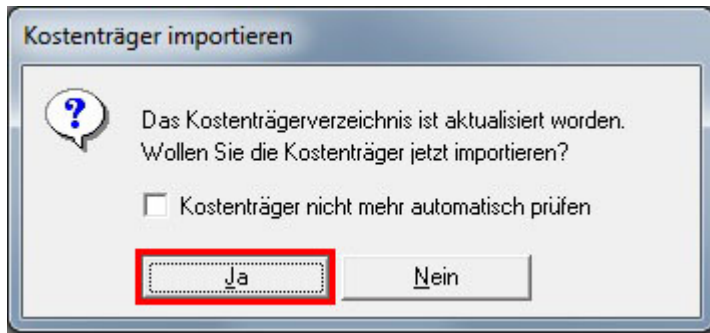 Kostenträger importieren
Das Kostenträgerverzeichnis ist aktualisiert worden.
Wollen Sie die Kostenträger jetzt importieren?
Kostenträger nicht mehr automatisch prüfen
Ja
Nein